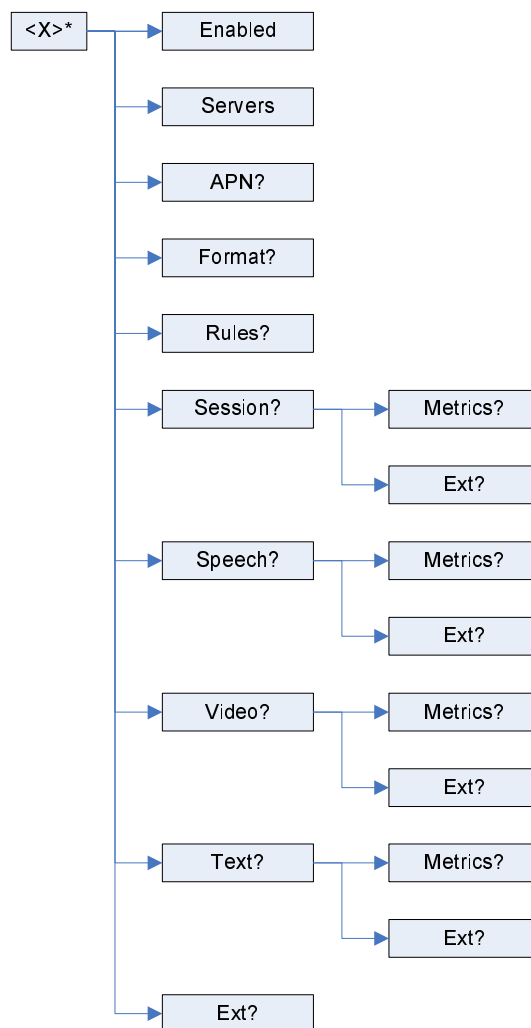 <X>*
Enabled
Servers
APN?
Format?
Rules?
Session?
Metrics?
Ext?
Speech?
Metrics?
Ext?
Video?
Metrics?
Ext?
Text?
Metrics?
Ext?
Ext?